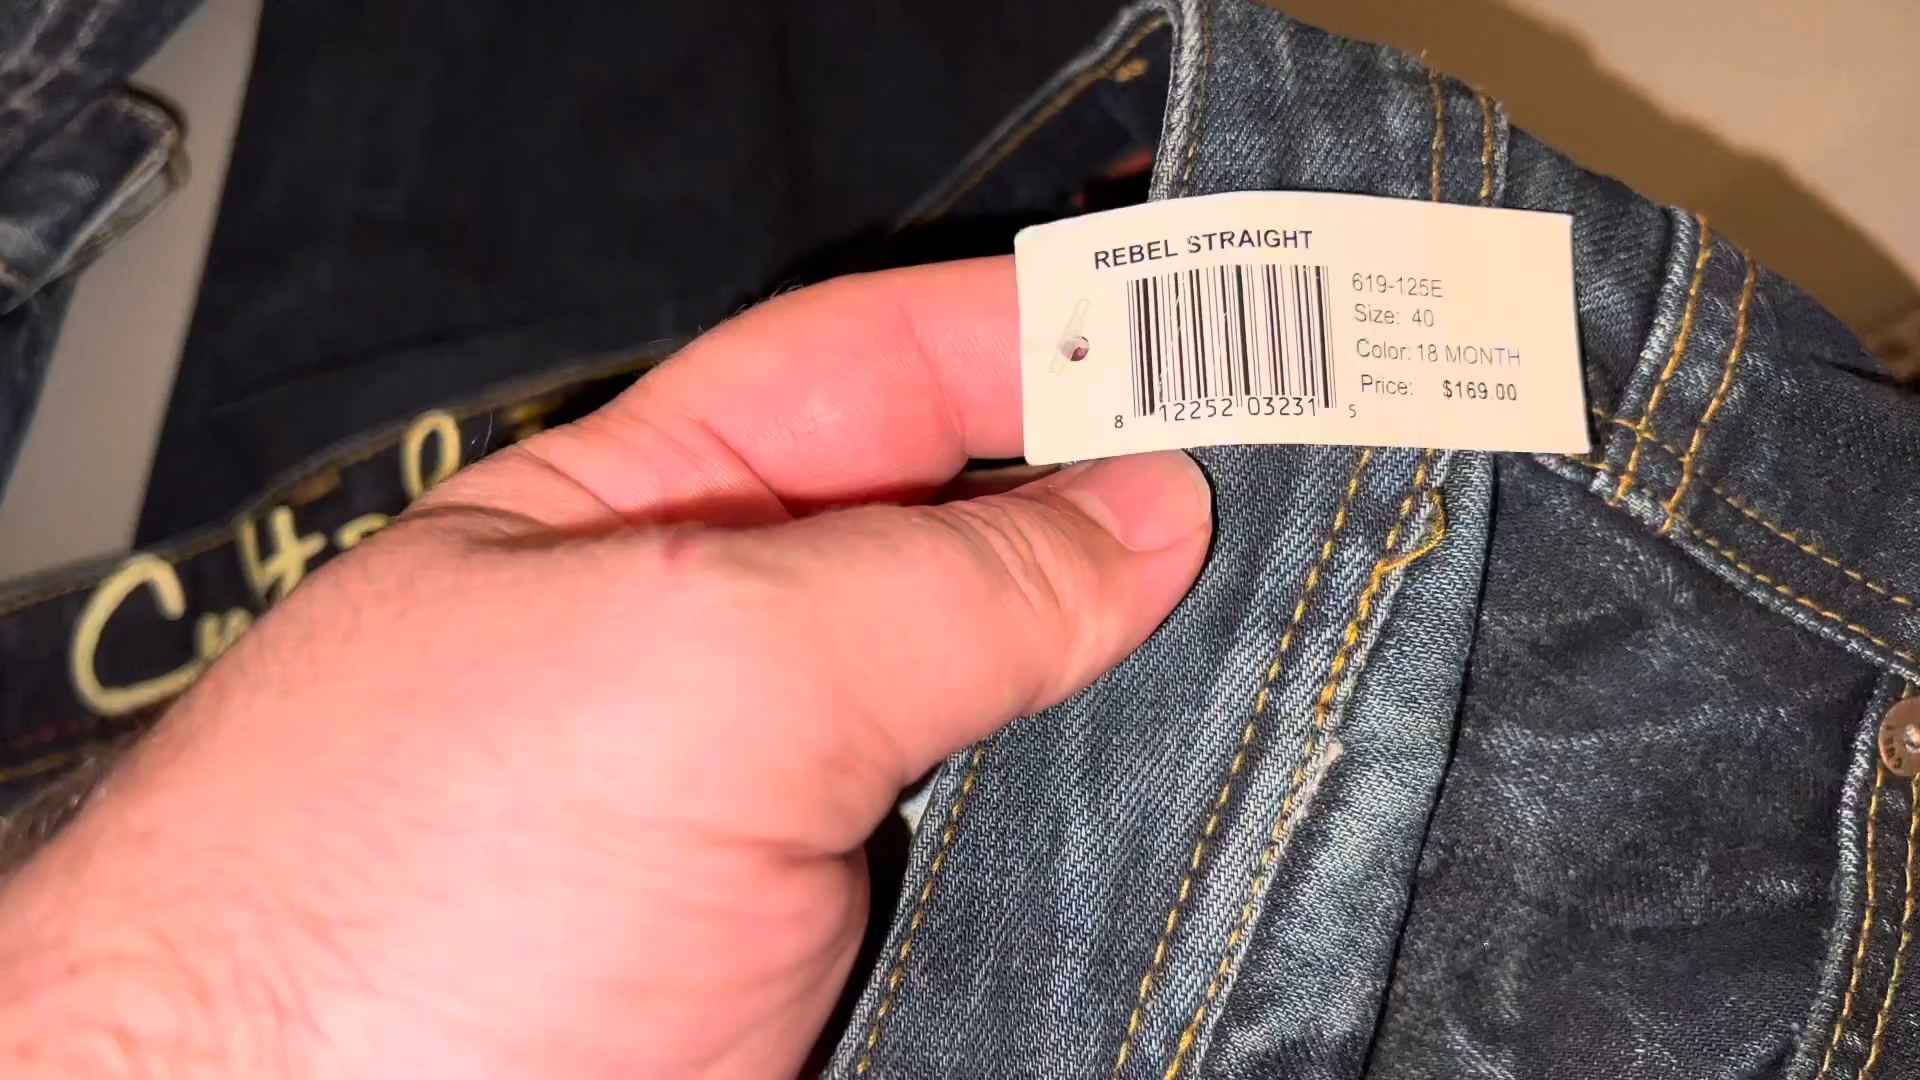 REBEL STRAIGHT
619-125E
Size: 40
Color: 18 MONTH
Price: $169.00
8 12252 03231 5